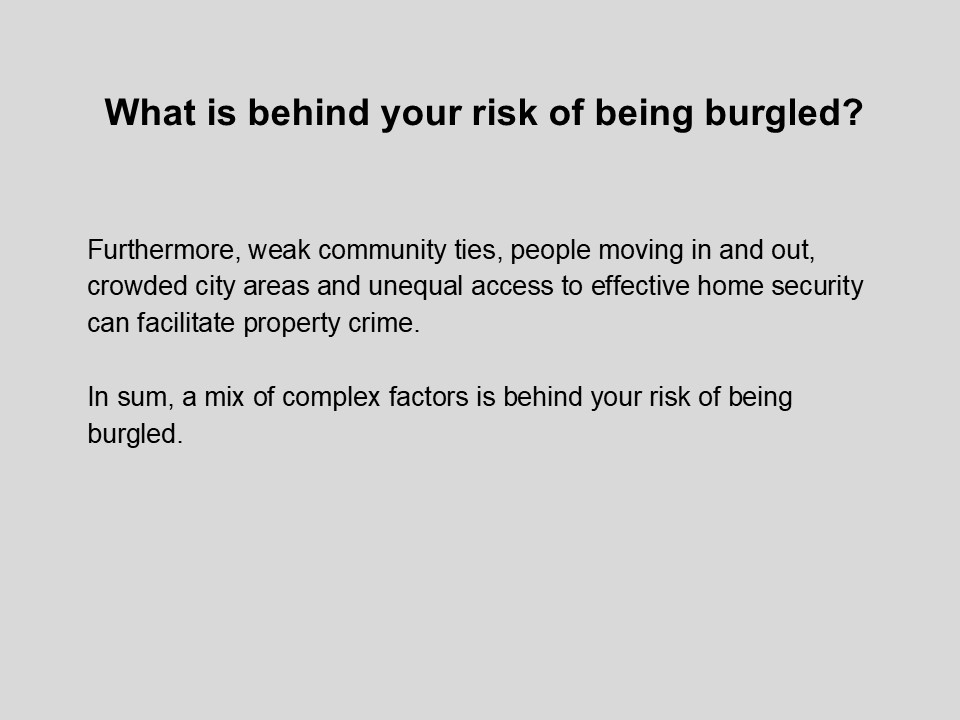 What is behind your risk of being burgled?
Furthermore, weak community ties, people moving in and out,
crowded city areas and unequal access to effective home security
can facilitate property crime.
In sum, a mix of complex factors is behind your risk of being
burgled.